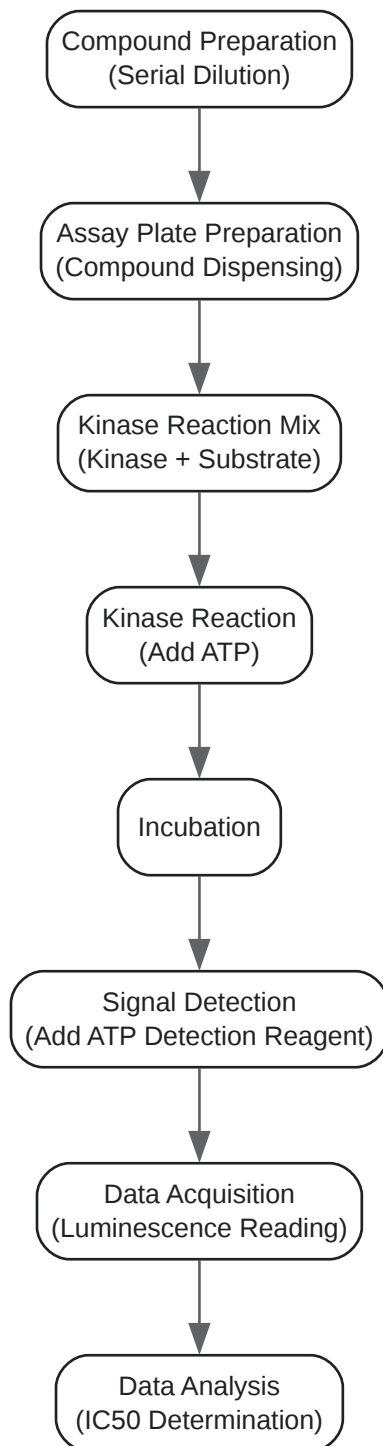 Compound Preparation
(Serial Dilution)
Assay Plate Preparation
(Compound Dispensing)
Kinase Reaction Mix
(Kinase + Substrate)
Kinase Reaction
(Add ATP)
Incubation
Signal Detection
(Add ATP Detection Reagent)
Data Acquisition
(Luminescence Reading)
Data Analysis
(IC50 Determination)